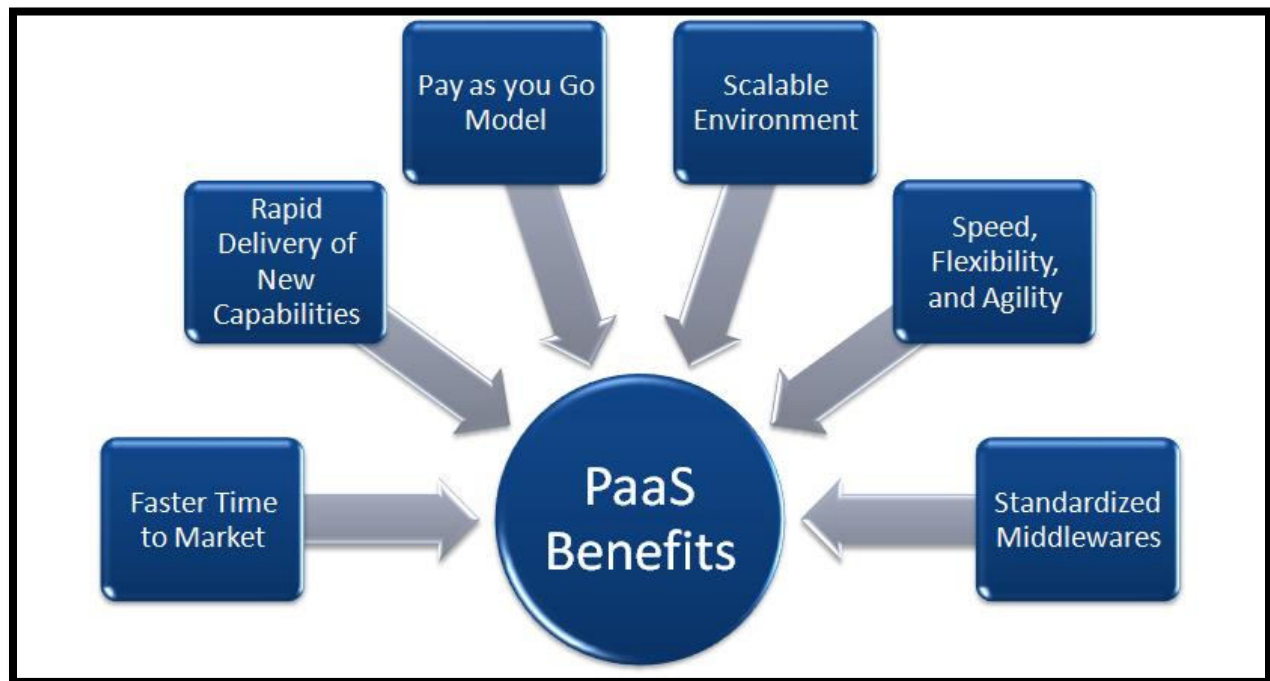 Pay as you Go
Model
Scalable
Environment
Rapid
Delivery of
New
Capabilities
Speed,
Flexibility,
and Agility
Faster Time
to Market
PaaS
Benefits
Standardized
Middlewares